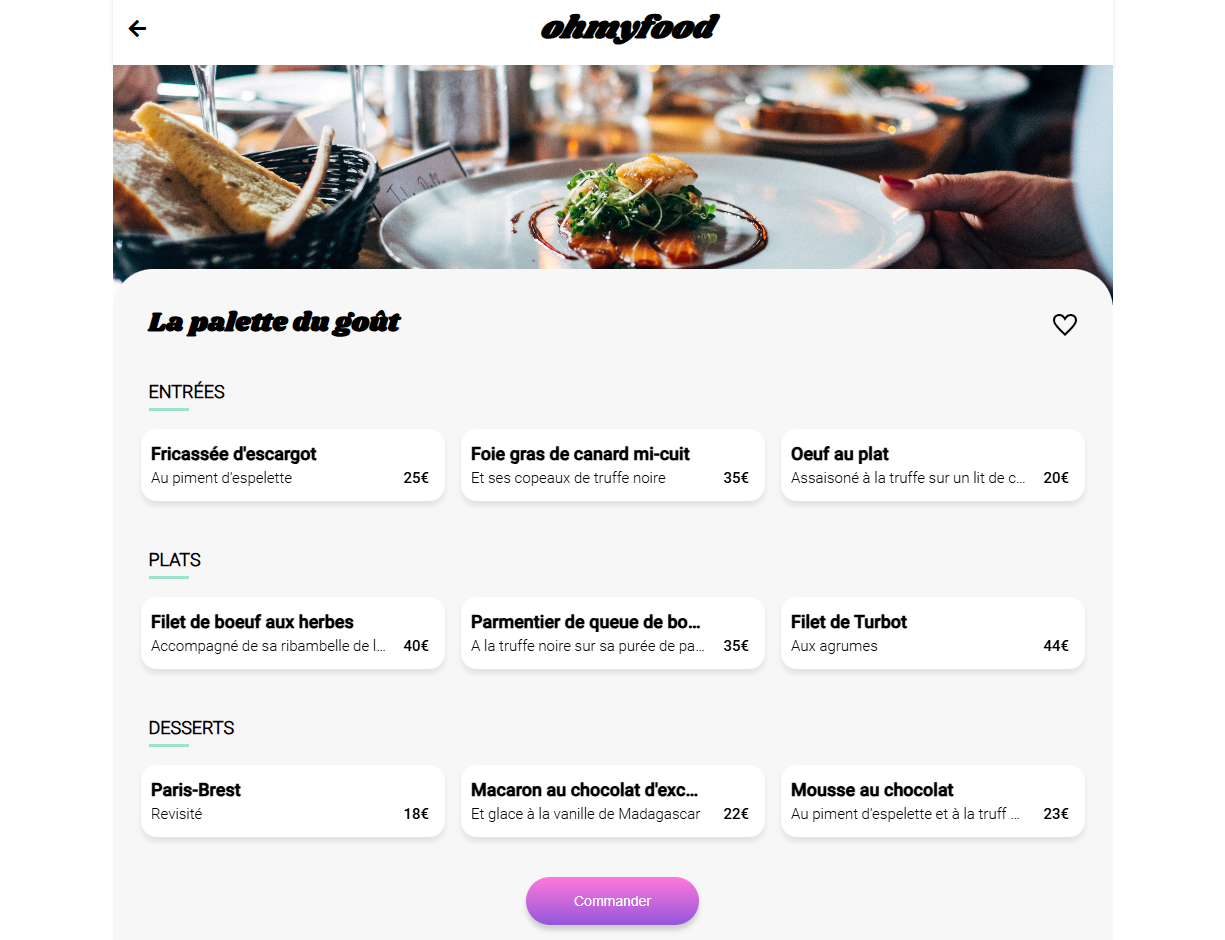 ohmyfood
La palette du goût
ENTRÉES
Fricassée d'escargot
Au piment d'espelette 25€
Foie gras de canard mi-cuit
Et ses copeaux de truffe noire 35€
Oeuf au plat
Assaisoné à la truffe sur un lit de c... 20€
PLATS
Filet de boeuf aux herbes
Accompagné de sa ribambelle de l... 40€
Parmentier de queue de bo...
A la truffe noire sur sa purée de pa... 35€
Filet de Turbot
Aux agrumes 44€
DESSERTS
Paris-Brest
Revisité 18€
Macaron au chocolat d'exc...
Et glace à la vanille de Madagascar 22€
Mousse au chocolat
Au piment d'espelette et à la truff ... 23€
Commander